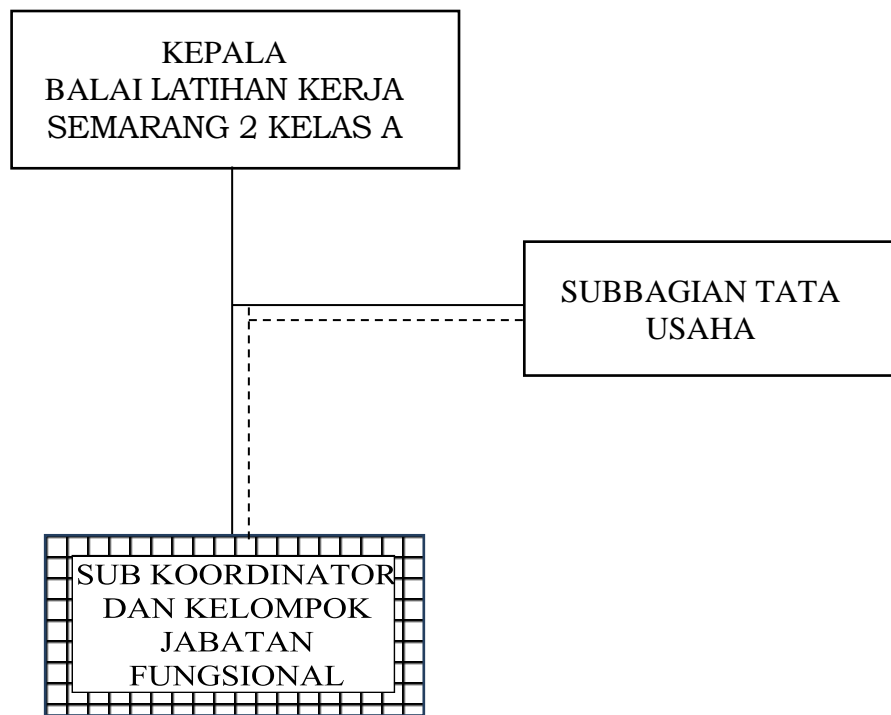 KEPALA
BALAI LATIHAN KERJA
SEMARANG 2 KELAS A
SUBBAGIAN TATA
USAHA
SUB KOORDINATOR
DAN KELOMPOK
JABATAN
FUNGSIONAL